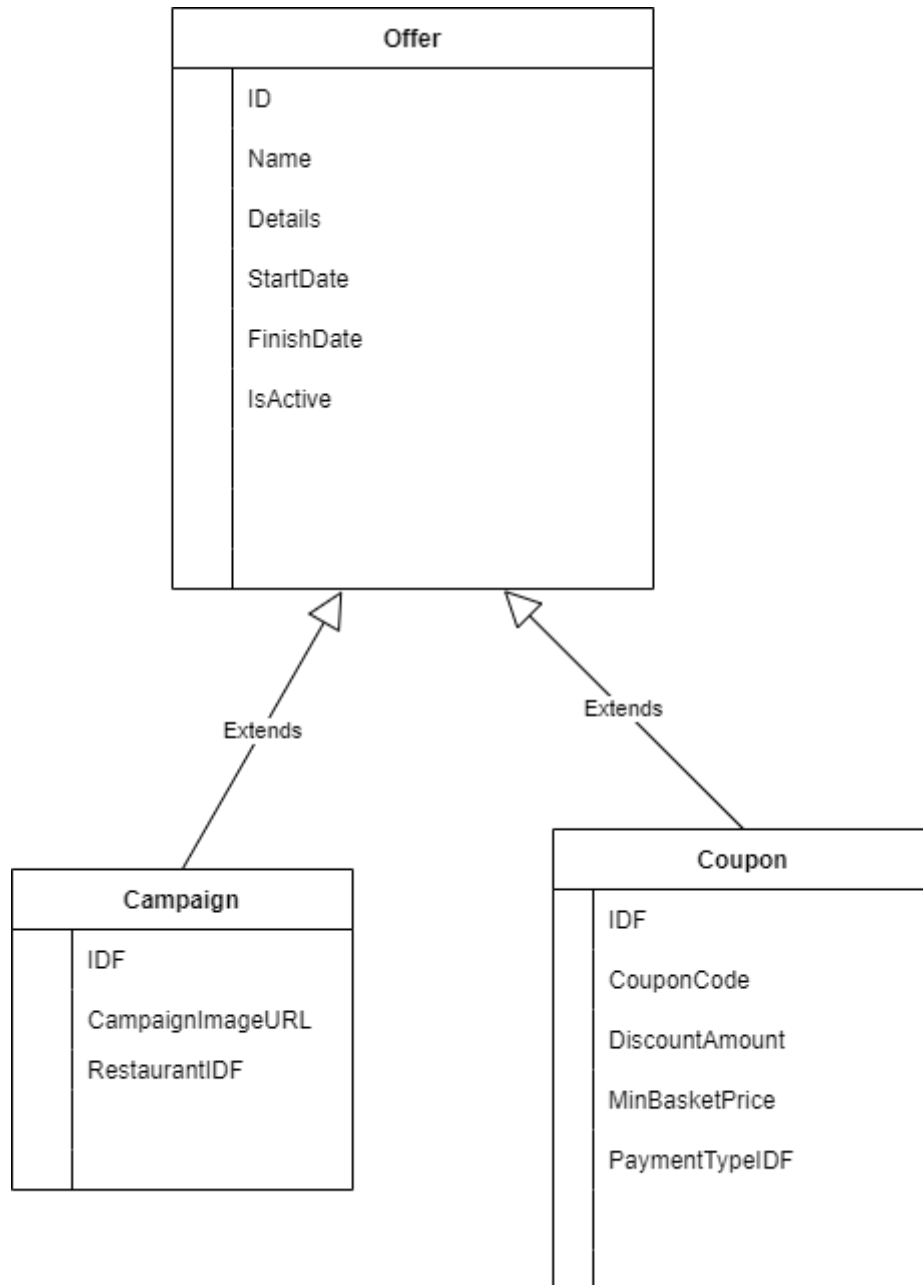 Offer
ID
Name
Details
StartDate
FinishDate
IsActive
Extends
Extends
Campaign
IDF
CampaignImageURL
RestaurantIDF
Coupon
IDF
CouponCode
DiscountAmount
MinBasketPrice
PaymentTypeIDF